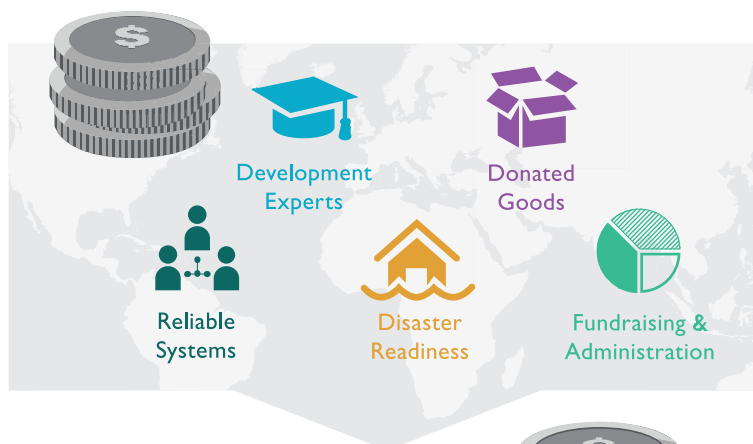 $
Development
Experts
Donated
Goods
Reliable
Systems
Disaster
Readiness
Fundraising &
Administration